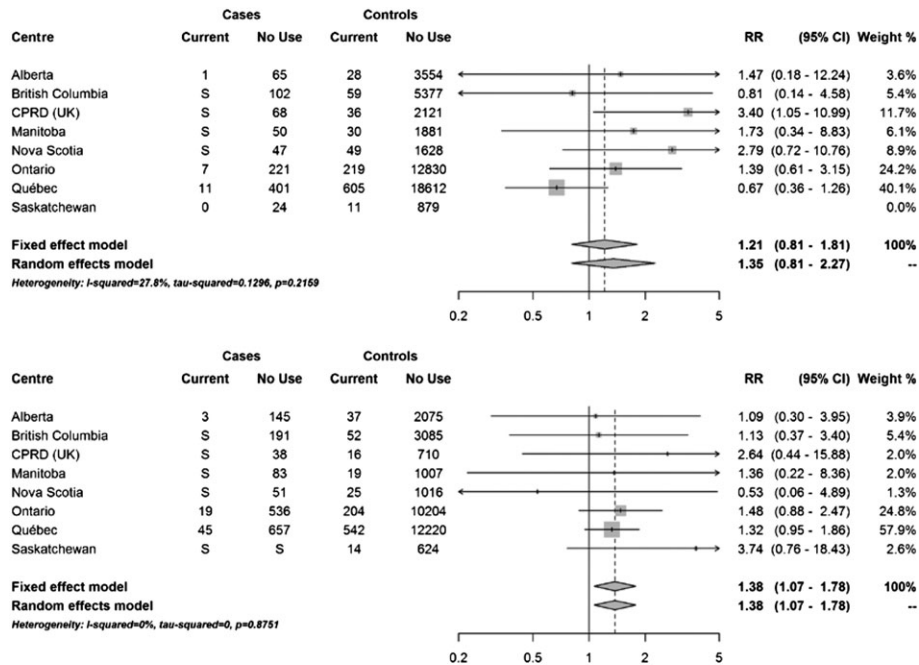 Cases Controls
Centre Current No Use Current No Use RR (95% CI) Weight %
Alberta 1 65 28 3554 1.47 (0.18 - 12.24) 3.6%
British Columbia S 102 59 5377 0.81 (0.14 - 4.58) 5.4%
CPRD (UK) S 68 36 2121 3.40 (1.05 - 10.99) 11.7%
Manitoba S 50 30 1881 1.73 (0.34 - 8.83) 6.1%
Nova Scotia S 47 49 1628 2.79 (0.72 - 10.76) 8.9%
Ontario 7 221 219 12830 1.39 (0.61 - 3.15) 24.2%
Québec 11 401 605 18612 0.67 (0.36 - 1.26) 40.1%
Saskatchewan 0 24 11 879 0.0%
Fixed effect model 1.21 (0.81 - 1.81) 100%
Random effects model 1.35 (0.81 - 2.27) --
Heterogeneity: I-squared=27.8%, tau-squared=0.1296, p=0.2159
0.2 0.5 1 2 5
Cases Controls
Centre Current No Use Current No Use RR (95% CI) Weight %
Alberta 3 145 37 2075 1.09 (0.30 - 3.95) 3.9%
British Columbia S 191 52 3085 1.13 (0.37 - 3.40) 5.4%
CPRD (UK) S 38 16 710 2.64 (0.44 - 15.88) 2.0%
Manitoba S 83 19 1007 1.36 (0.22 - 8.36) 2.0%
Nova Scotia S 51 25 1016 0.53 (0.06 - 4.89) 1.3%
Ontario 19 536 204 10204 1.48 (0.88 - 2.47) 24.8%
Québec 45 657 542 12220 1.32 (0.95 - 1.86) 57.9%
Saskatchewan S S 14 624 3.74 (0.76 - 18.43) 2.6%
Fixed effect model 1.38 (1.07 - 1.78) 100%
Random effects model 1.38 (1.07 - 1.78) --
Heterogeneity: I-squared=0%, tau-squared=0, p=0.8751
0.2 0.5 1 2 5